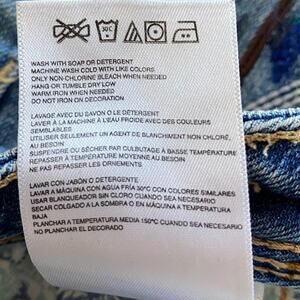 30C
WASH WITH SOAP OR DETERGENT
MACHINE WASH COLD WITH LIKE COLORS.
ONLY NON-CHLORINE BLEACH WHEN NEEDED
HANG OR TUMBLE DRY LOW
WARM IRON WHEN NEEDED
DO NOT IRON ON DECORATION
LAVAGE AVEC DU SAVON O LE DÉTERGENT
LAVER À LA MACHINE À L'EAU FROIDE AVEC DES COULEURS
SEMBLABLES
UTILISER SEULEMENT UN AGENT DE BLANCHIMENT NON CHLORÉ,
AU BESOIN
SUSPENDRE OU SÉCHER PAR CULBUTAGE À BASSE TEMPÉRATURE
REPASSER À TEMPÉRATURE MOYENNE AU BESOIN
NE PAS REPASSER LES ORNEMENTS
LAVAR CON JABÓN O DETERGENTE
LAVAR A MÁQUINA CON AGUA FRÍA 30°C CON COLORES SIMILARES
USAR BLANQUEADOR SIN CLORO CUANDO SEA NECESARIO
SECAR COLGADO A LA SOMBRA O EN MÁQUINA A TEMPERATURA
BAJA
PLANCHAR A TEMPERATURA MEDIA 150°C CUANDO SEA NECESARIO
NO PLANCHAR EL DECORADO